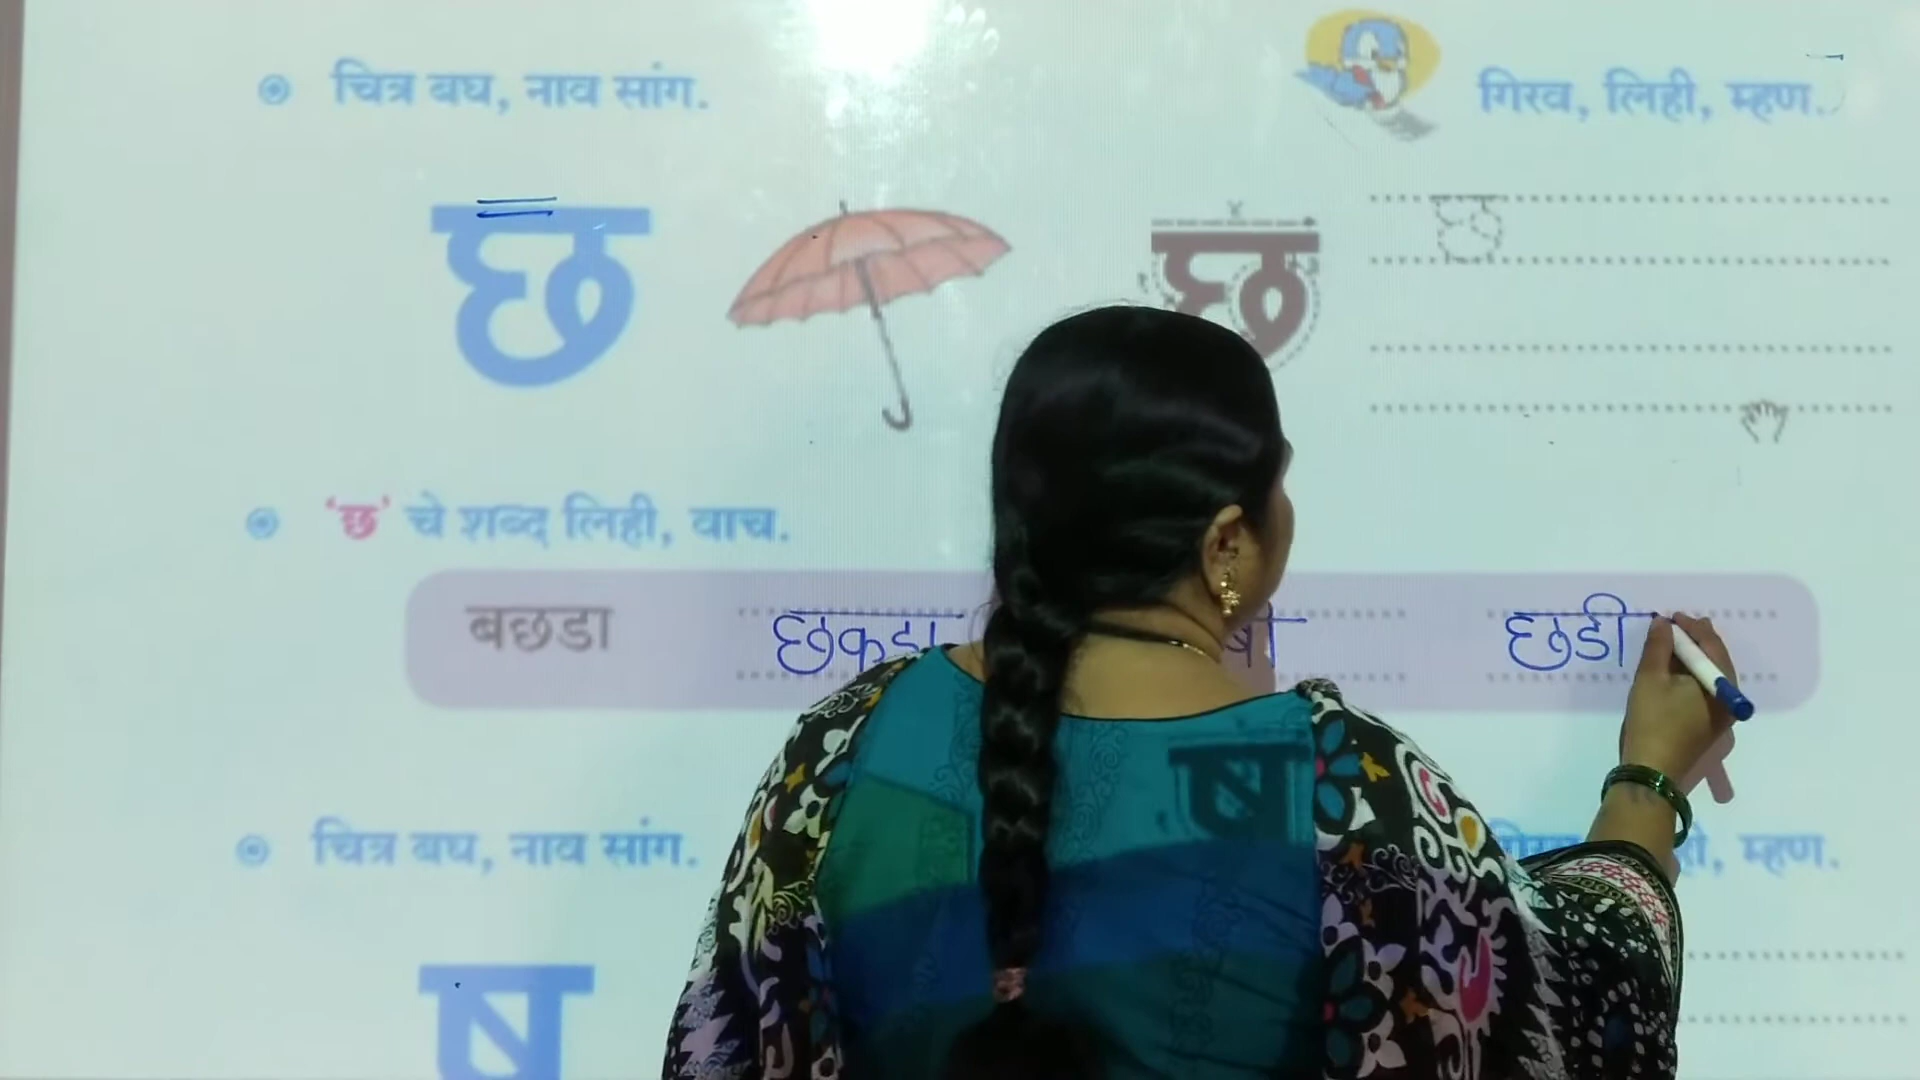 चित्र बघ, नाव सांग.
गिरव, लिही, म्हण.
छ
छ
छ
'छ' चे शब्द लिही, वाच.
बछडा छकडा छडी
चित्र बघ, नाव सांग.
म्हण.
ष
ष